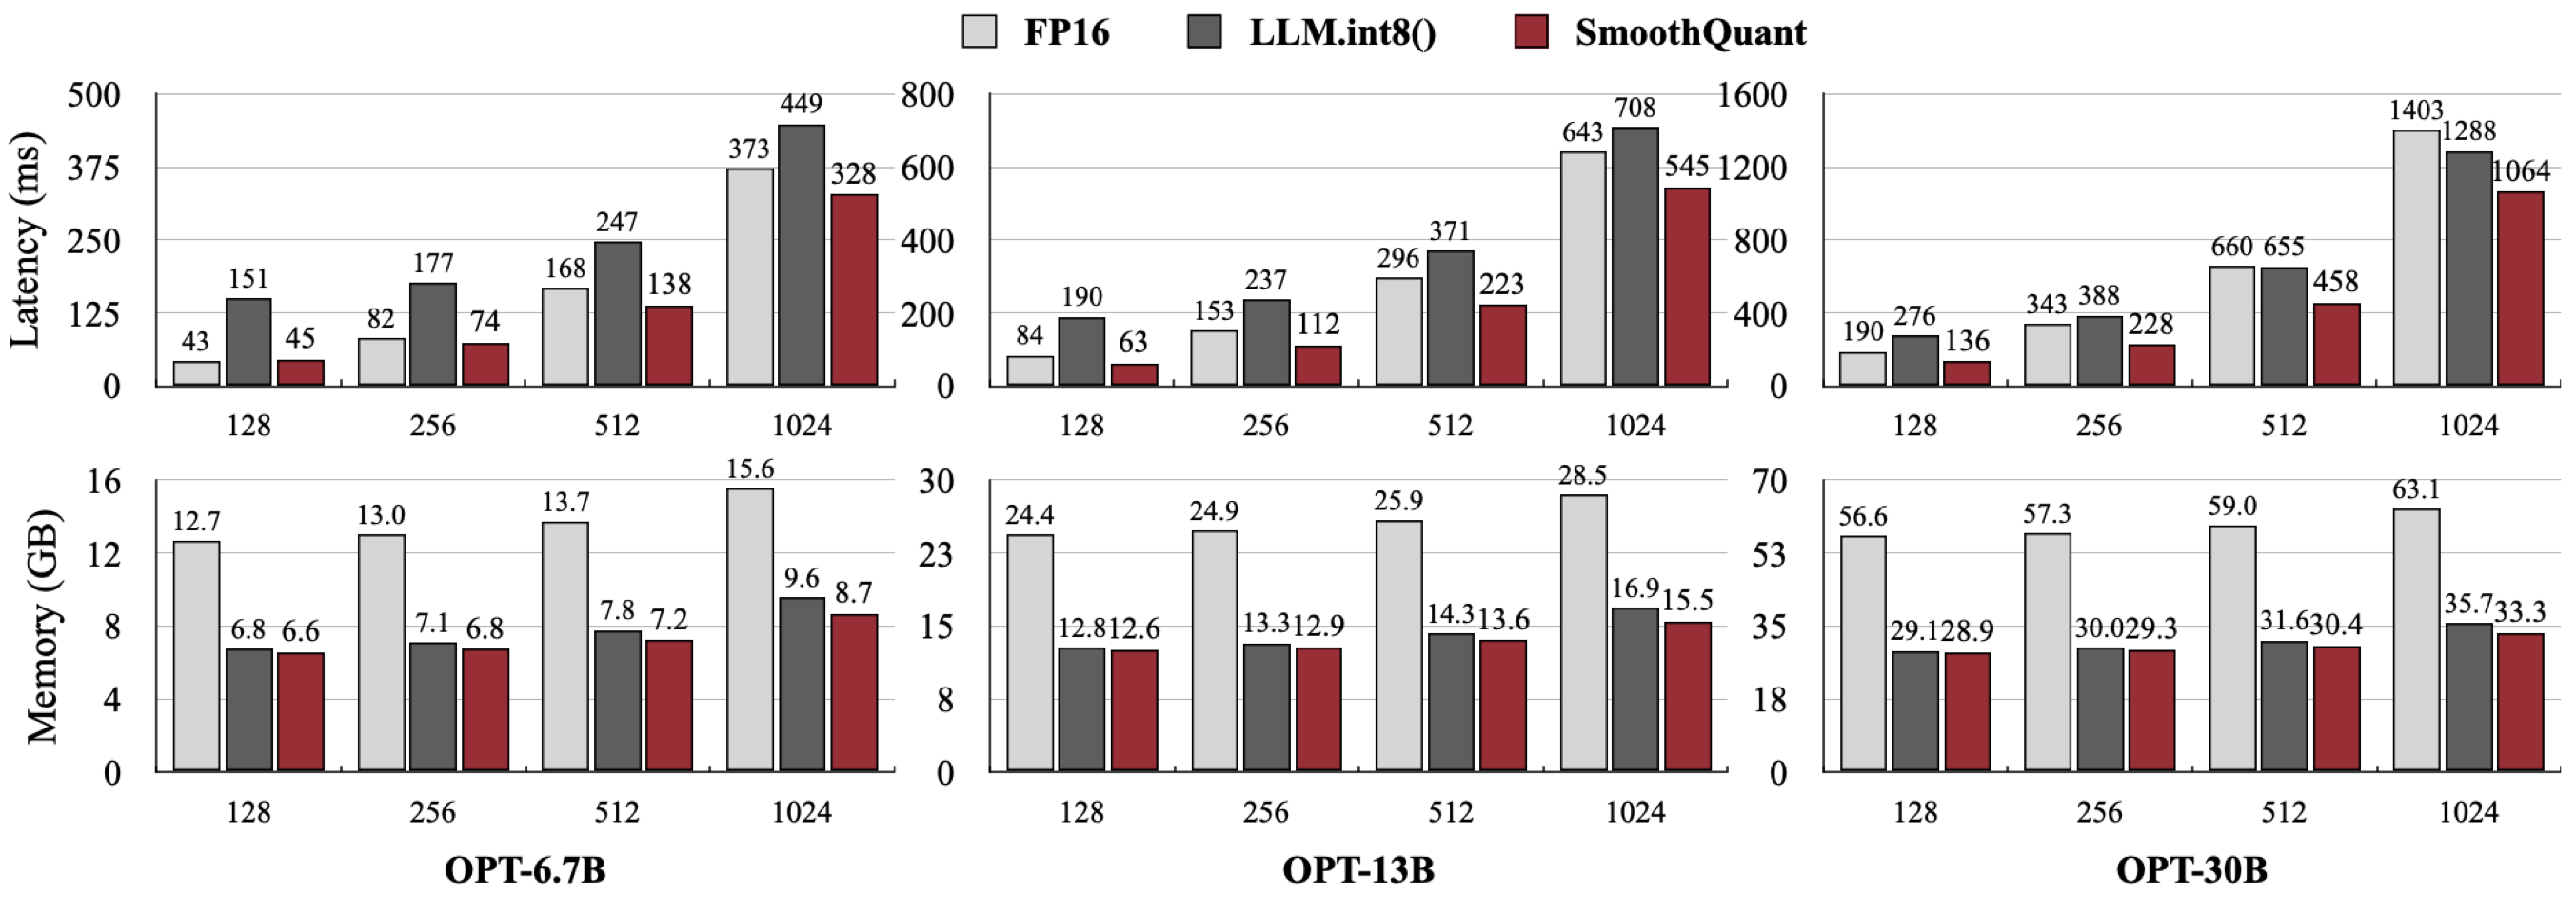 FP16 LLM.int8() SmoothQuant
Latency (ms)
500
375
250
125
0
43 151 45
82 177 74
168 247 138
373 449 328
128 256 512 1024
800
600
400
200
0
84 190 63
153 237 112
296 371 223
643 708 545
128 256 512 1024
1600
1200
800
400
0
190 276 136
343 388 228
660 655 458
1403 1288 1064
128 256 512 1024
Memory (GB)
16
12
8
4
0
12.7 6.8 6.6
13.0 7.1 6.8
13.7 7.8 7.2
15.6 9.6 8.7
128 256 512 1024
OPT-6.7B
30
23
15
8
0
24.4 12.8 12.6
24.9 13.3 12.9
25.9 14.3 13.6
28.5 16.9 15.5
128 256 512 1024
OPT-13B
70
53
35
18
0
56.6 29.1 28.9
57.3 30.0 29.3
59.0 31.6 30.4
63.1 35.7 33.3
128 256 512 1024
OPT-30B